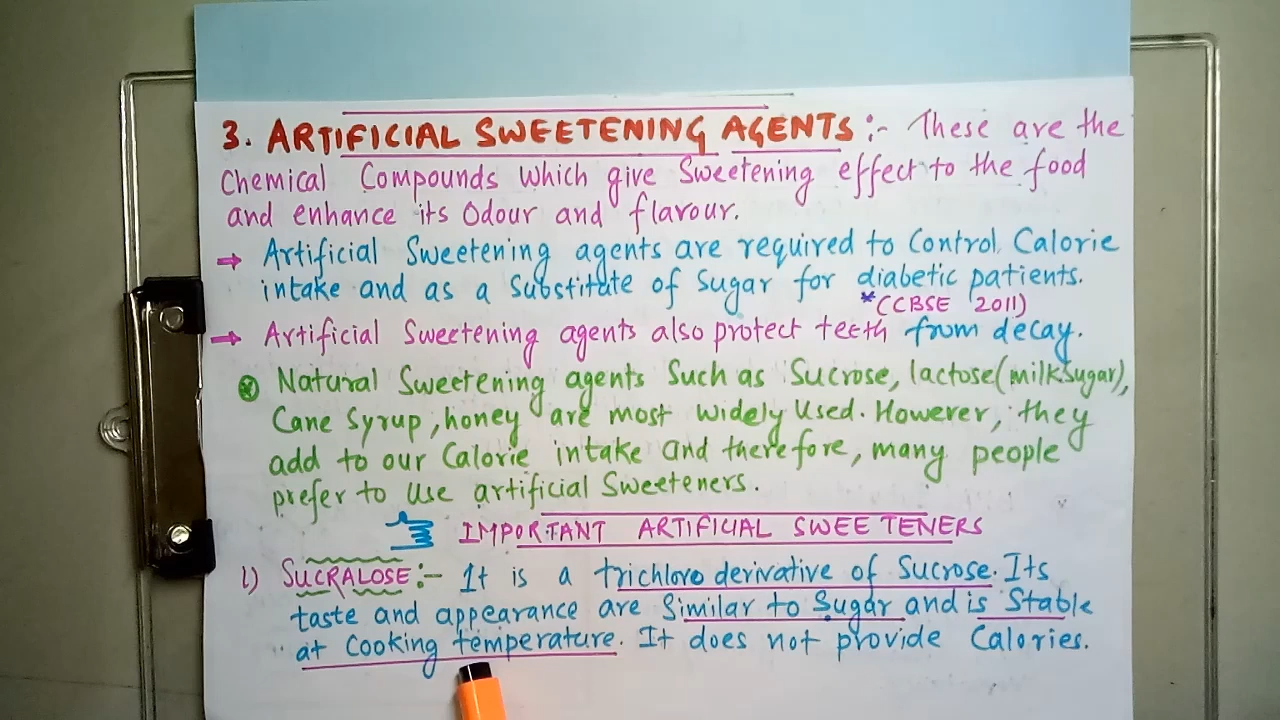 3. ARTIFICIAL SWEETENING AGENTS :- These are the
Chemical Compounds which give Sweetening effect to the food
and enhance its Odour and flavour.
→ Artificial Sweetening agents are required to Control Calorie
intake and as a Substitute of Sugar for diabetic patients.
*(CBSE 2011)
→ Artificial Sweetening agents also protect teeth from decay.
Natural Sweetening agents Such as Sucrose, lactose(milk sugar),
Cane Syrup, honey are most widely Used. However, they
add to our Calorie intake and therefore, many people
prefer to Use artificial Sweeteners.
IMPORTANT ARTIFICIAL SWEETENERS
1) SUCRALOSE:- It is a trichloro derivative of Sucrose. Its
taste and appearance are Similar to Sugar and is Stable
at Cooking temperature. It does not provide Calories.